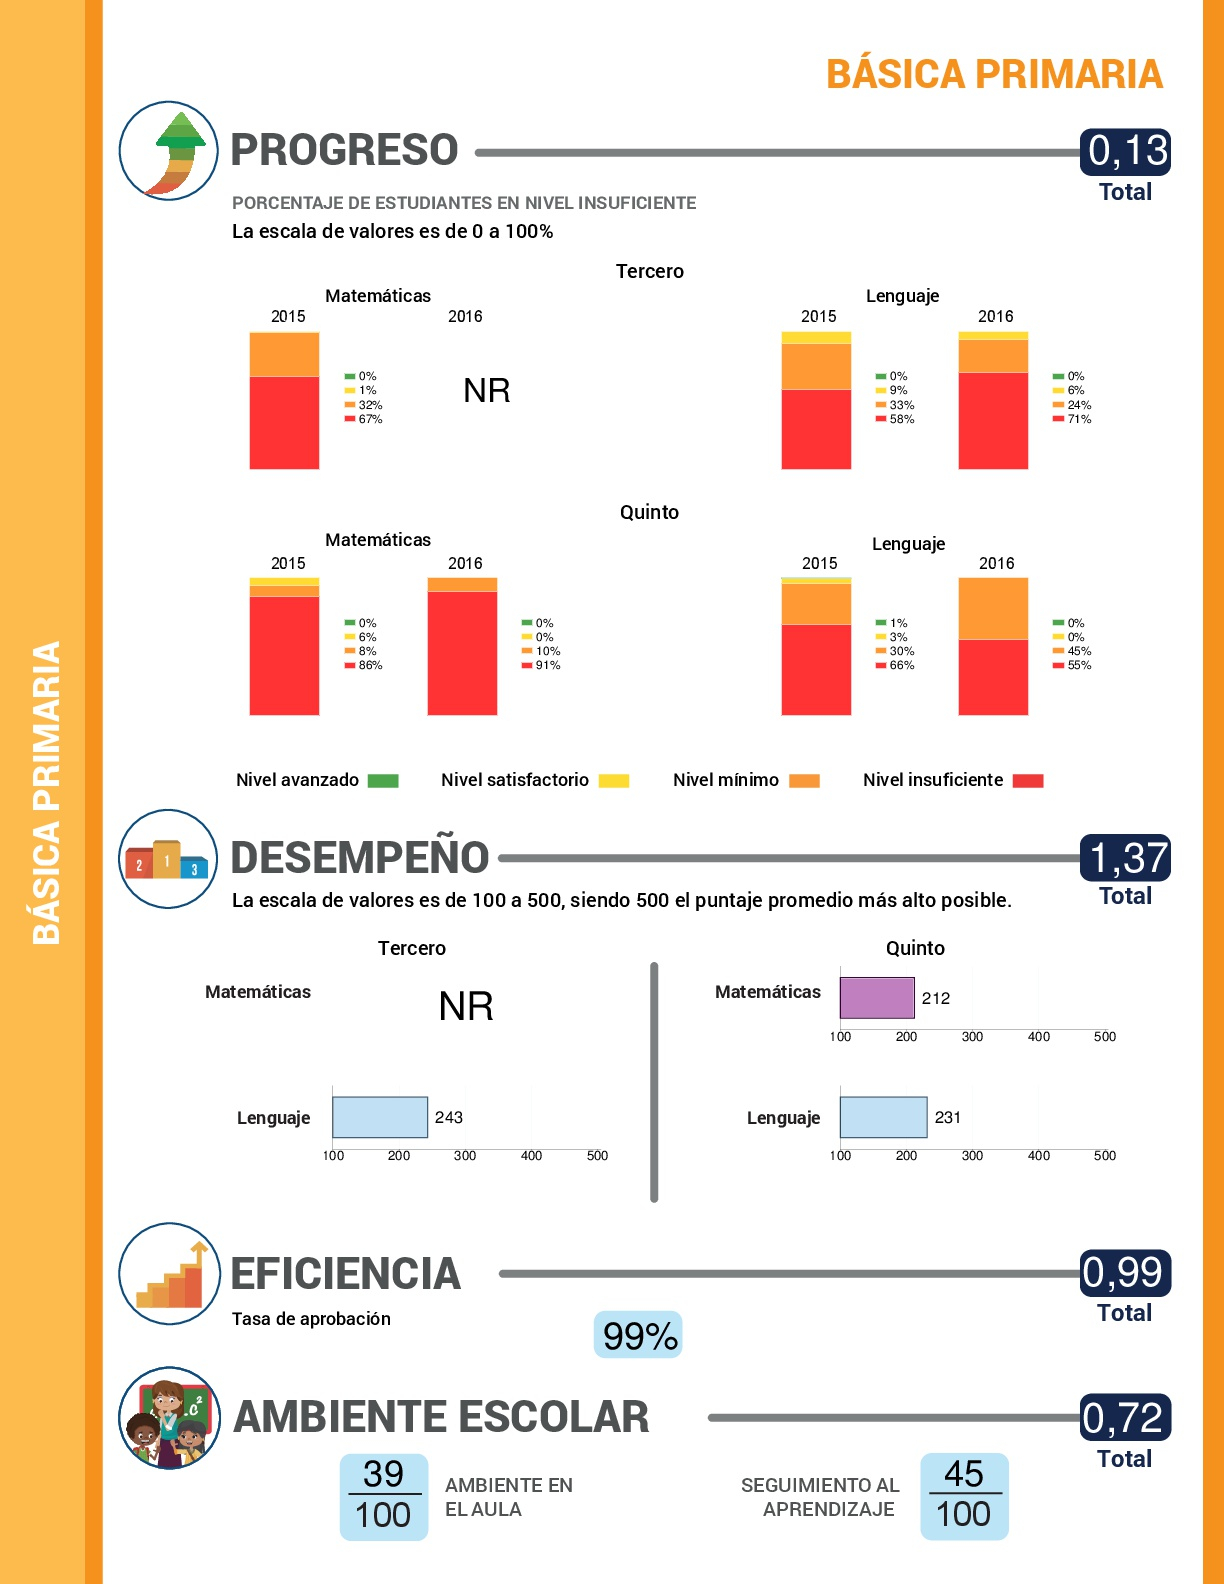 BÁSICA PRIMARIA
BÁSICA PRIMARIA
PROGRESO
0,13
Total
PORCENTAJE DE ESTUDIANTES EN NIVEL INSUFICIENTE
La escala de valores es de 0 a 100%
Tercero
Matemáticas
2015
2016
0%
1%
32%
67%
NR
Lenguaje
2015
2016
0%
9%
33%
58%
0%
6%
24%
71%
Quinto
Matemáticas
2015
2016
0%
6%
8%
86%
0%
0%
10%
91%
Lenguaje
2015
2016
1%
3%
30%
66%
0%
0%
45%
55%
Nivel avanzado
Nivel satisfactorio
Nivel mínimo
Nivel insuficiente
2 1 3
DESEMPEÑO
1,37
Total
La escala de valores es de 100 a 500, siendo 500 el puntaje promedio más alto posible.
Tercero
Matemáticas
NR
Lenguaje
243
100 200 300 400 500
Quinto
Matemáticas
212
100 200 300 400 500
Lenguaje
231
100 200 300 400 500
EFICIENCIA
0,99
Total
Tasa de aprobación
99%
AMBIENTE ESCOLAR
0,72
Total
39
100
AMBIENTE EN
EL AULA
SEGUIMIENTO AL
APRENDIZAJE
45
100